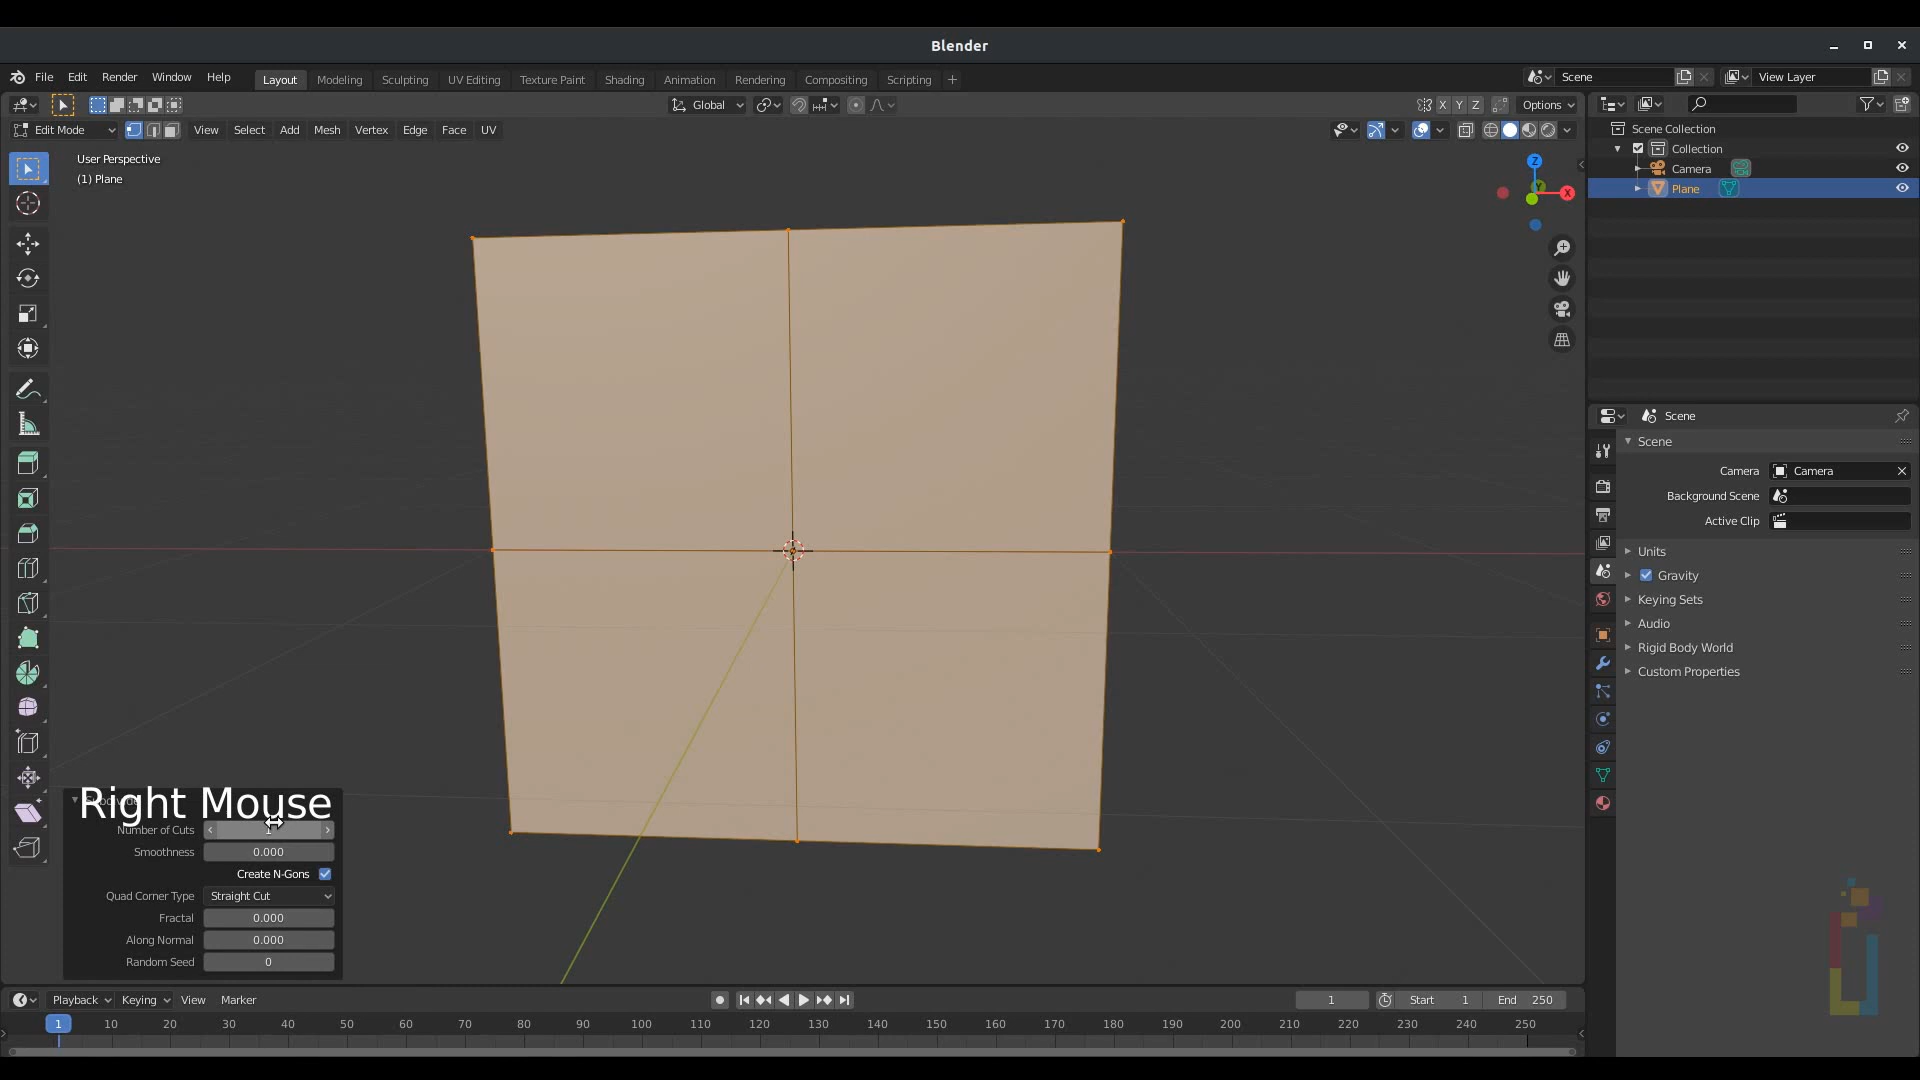 Blender
File Edit Render Window Help Layout Modeling Sculpting UV Editing Texture Paint Shading Animation Rendering Compositing Scripting + Scene View Layer
Global X Y Z Options
Edit Mode View Select Add Mesh Vertex Edge Face UV
User Perspective
(1) Plane
Z
Y
X
Scene Collection
Collection
Camera
Plane
Scene
Scene
Camera Camera
Background Scene
Active Clip
Units
Gravity
Keying Sets
Audio
Rigid Body World
Custom Properties
Right Mouse
Number of Cuts 1
Smoothness 0.000
Create N-Gons
Quad Corner Type Straight Cut
Fractal 0.000
Along Normal 0.000
Random Seed 0
Playback Keying View Marker 1 Start 1 End 250
1 10 20 30 40 50 60 70 80 90 100 110 120 130 140 150 160 170 180 190 200 210 220 230 240 250